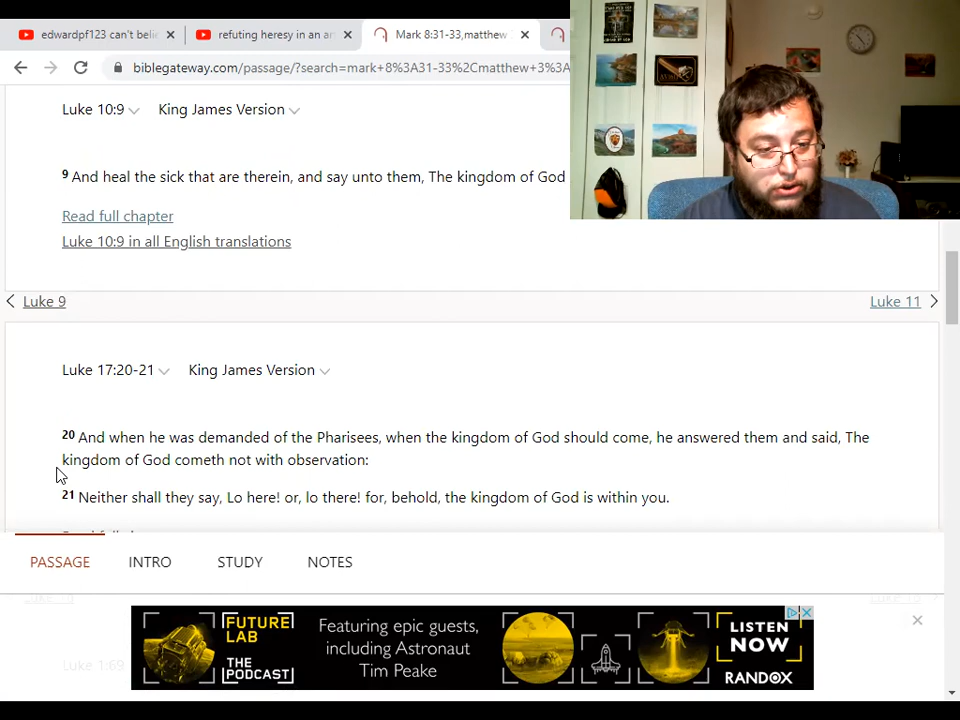 edwardpf123 can't beli
refuting heresy in an ar
Mark 8:31-33,matthew
biblegateway.com/passage/?search=mark+8%3A31-33%2Cmatthew+3%3A
Luke 10:9 King James Version
9 And heal the sick that are therein, and say unto them, The kingdom of God
Read full chapter
Luke 10:9 in all English translations
Luke 9
Luke 11
Luke 17:20-21 King James Version
20 And when he was demanded of the Pharisees, when the kingdom of God should come, he answered them and said, The
kingdom of God cometh not with observation:
21 Neither shall they say, Lo here! or, lo there! for, behold, the kingdom of God is within you.
PASSAGE INTRO STUDY NOTES
Luke 1:69
FUTURE
LAB
THE
PODCAST
Featuring epic guests,
including Astronaut
Tim Peake
LISTEN
NOW
RANDOX